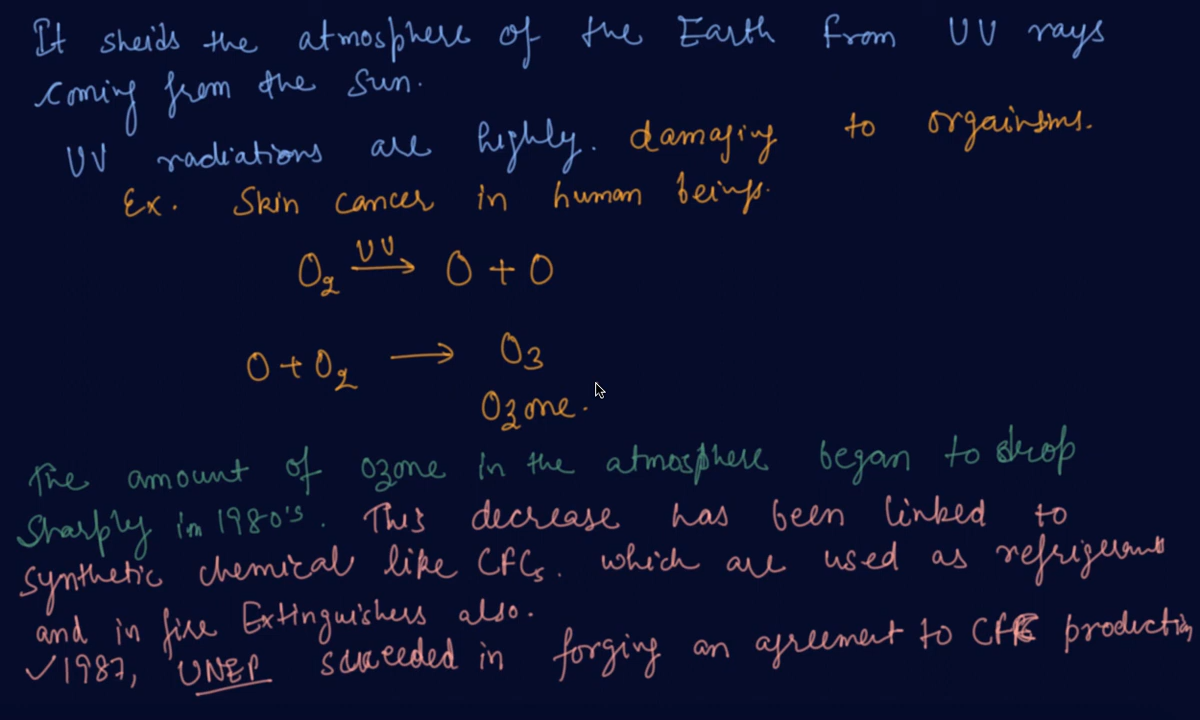 It sheids the atmosphere of the Earth from UV rays
coming from the Sun.
UV radiations are highly. damaging to orgainsms.
Ex. Skin cancer in human beings.
O₂ UV→ O + O
O + O₂ → O₃
Ozone.
The amount of ozone in the atmosphere began to drop
sharply in 1980's. This decrease has been linked to
synthetic chemical like CFCs. which are used as refrigerants
and in fire Extinguishers also.
✓1987, UNEP succeeded in forging an agreement to CFC production